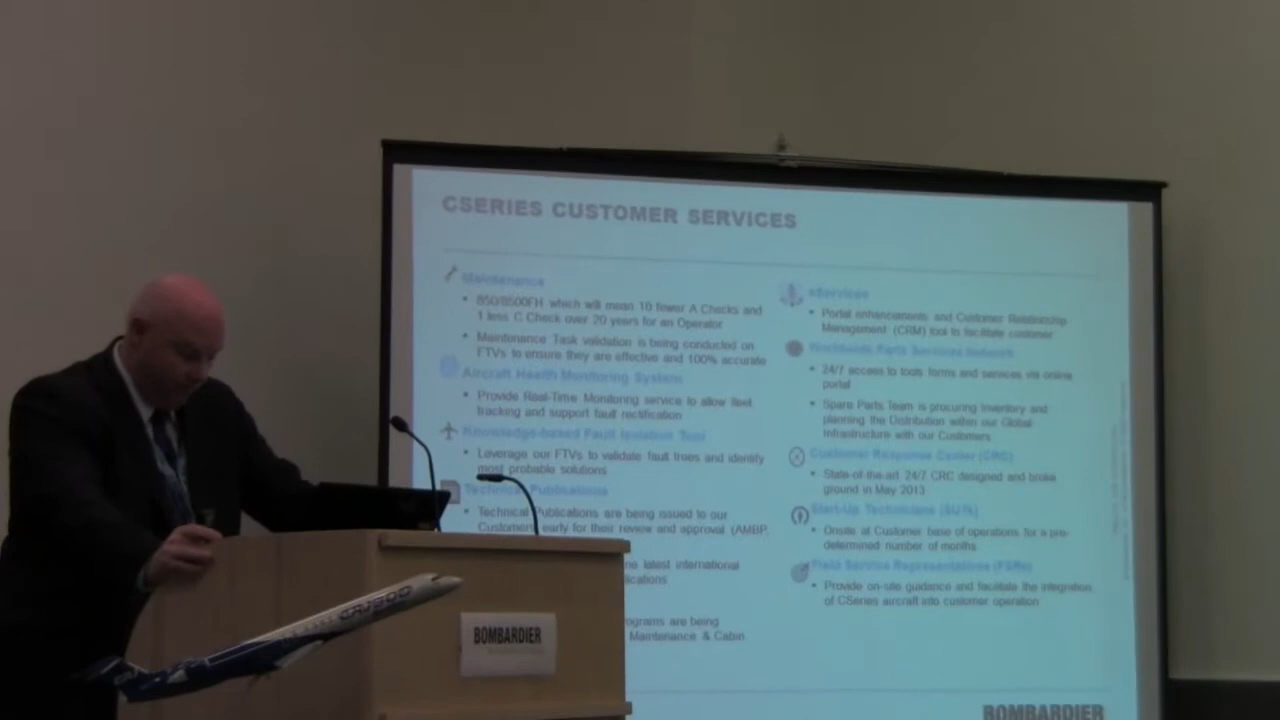 CSERIES CUSTOMER SERVICES
Maintenance
850/8500FH which will mean 10 fewer A Checks and
1 less C Check over 20 years for an Operator
Maintenance Task validation is being conducted on
FTVs to ensure they are effective and 100% accurate
Aircraft Health Monitoring System
Provide Real-Time Monitoring service to allow fleet
tracking and support fault rectification
Knowledge-based Fault Isolation Tool
Leverage our FTVs to validate fault trees and identify
most probable solutions
Technical Publications
Technical Publications are being issued to our
Customers early for their review and approval (AMBP,
latest international
programs are being
Maintenance & Cabin
eServices
Portal enhancements and Customer Relationship
Management (CRM) tool to facilitate customer
Worldwide Parts Services Network
24/7 access to tools forms and services via online
portal
Spare Parts Team is procuring Inventory and
planning the Distribution within our Global
Infrastructure with our Customers
Customer Response Center (CRC)
State-of-the-art 24/7 CRC designed and broke
ground in May 2013
Start-Up Technicians
Onsite at Customer base of operations for a pre-
determined number of months
Field Service Representatives (FSRs)
Provide on-site guidance and facilitate the integration
of CSeries aircraft into customer operation
BOMBARDIER
BOMBARDIER